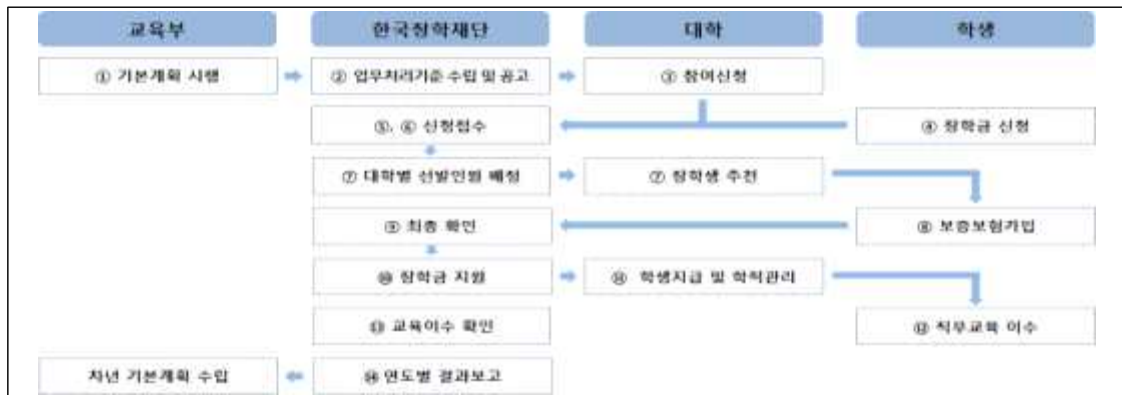 교육부 한국장학재단 대학 학생
① 기본계획 시행 ② 업무처리기준 수립 및 공고 ③ 참여신청
⑤, ⑥ 신청접수 ④ 장학금 신청
⑦ 대학별 선발인원 배정 ⑦ 장학생 추천
⑨ 최종 확인 ⑧ 보증보험가입
⑩ 장학금 지원 ⑪ 학생지급 및 학적관리
⑬ 교육이수 확인 ⑫ 직무교육 이수
차년 기본계획 수립 ⑭ 연도별 결과보고